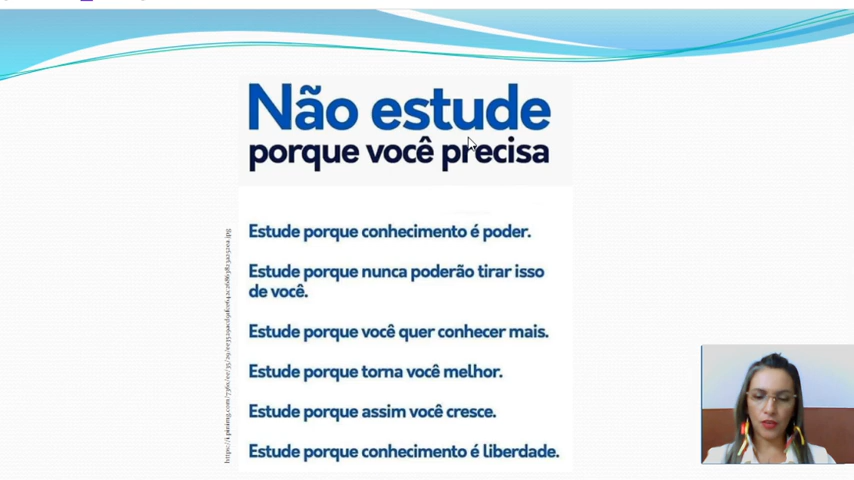 Não estude
porque você precisa
Estude porque conhecimento é poder.
Estude porque nunca poderão tirar isso
de você.
Estude porque você quer conhecer mais.
Estude porque torna você melhor.
Estude porque assim você cresce.
Estude porque conhecimento é liberdade.